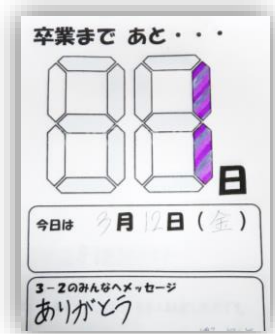 卒業まで あと・・・
1日
今日は 3月12日(金)
3-2のみんなへメッセージ
ありがとう